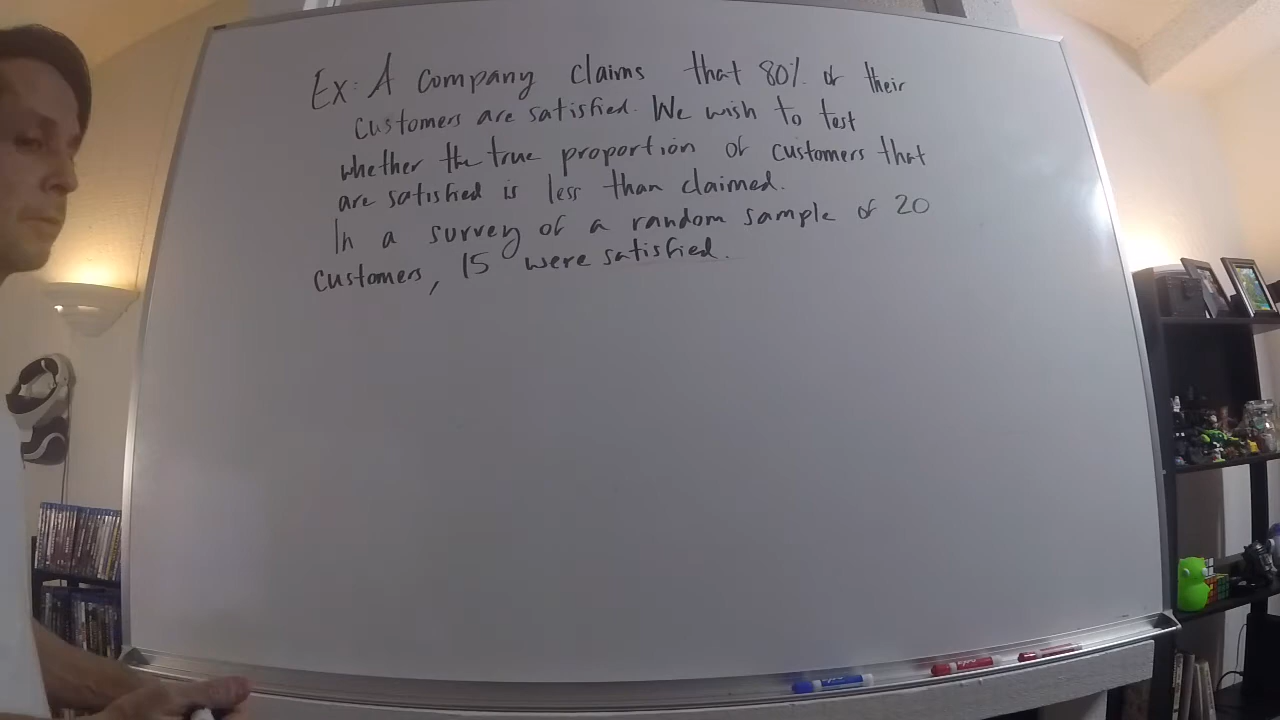 Ex: A company claims that 80% of their
customers are satisfied. We wish to test
whether the true proportion of customers that
are satisfied is less than claimed.
In a survey of a random sample of 20
customers, 15 were satisfied.